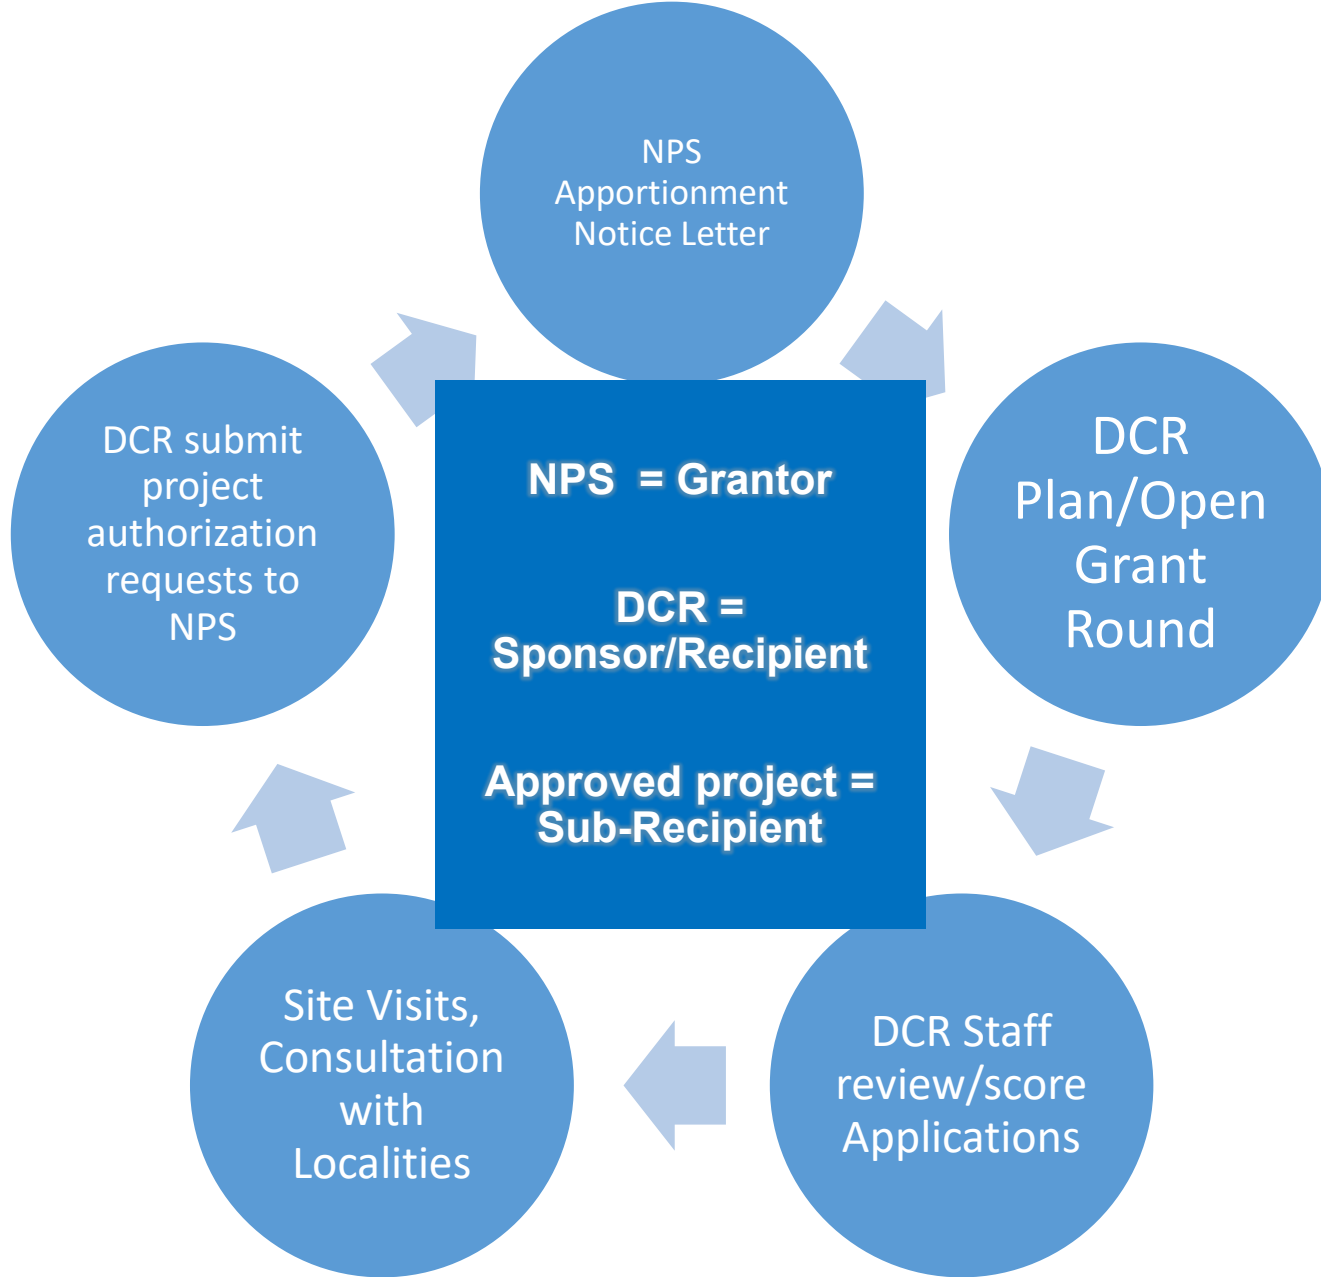 NPS
Apportionment
Notice Letter
DCR
Plan/Open
Grant
Round
DCR Staff
review/score
Applications
Site Visits,
Consultation
with
Localities
DCR submit
project
authorization
requests to
NPS
NPS  = Grantor
DCR =
Sponsor/Recipient
Approved project =
Sub-Recipient